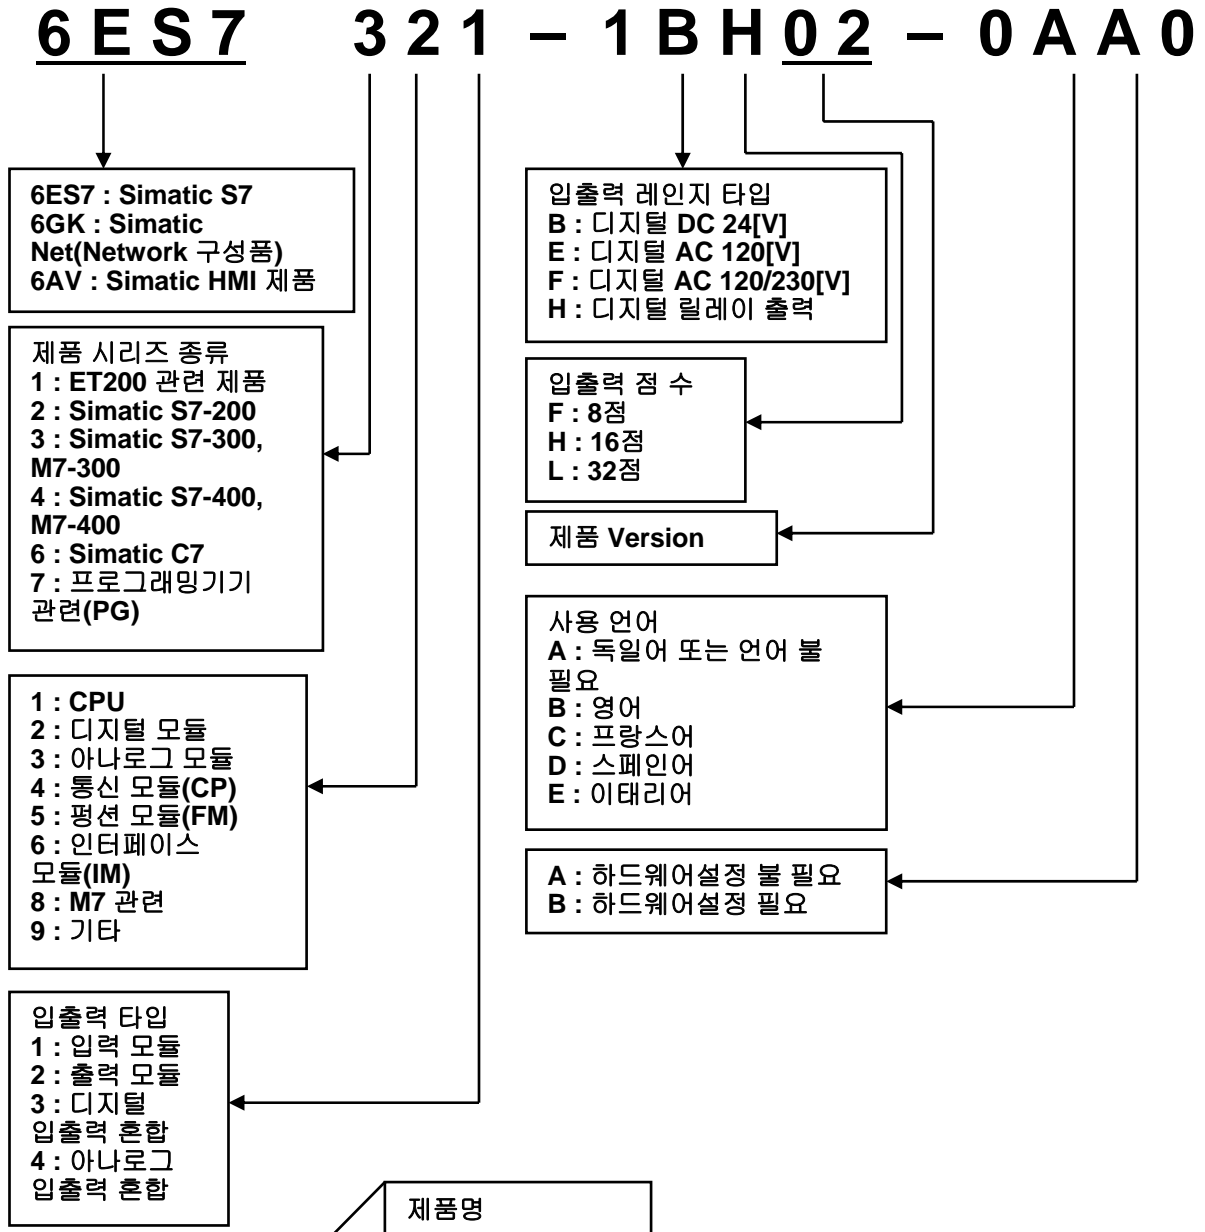 6ES7 321 – 1BH02 – 0AA0
6ES7 : Simatic S7
6GK : Simatic
Net(Network 구성품)
6AV : Simatic HMI 제품
제품 시리즈 종류
1 : ET200 관련 제품
2 : Simatic S7-200
3 : Simatic S7-300,
M7-300
4 : Simatic S7-400,
M7-400
6 : Simatic C7
7 : 프로그래밍기기
관련(PG)
1 : CPU
2 : 디지털 모듈
3 : 아나로그 모듈
4 : 통신 모듈(CP)
5 : 펑션 모듈(FM)
6 : 인터페이스
모듈(IM)
8 : M7 관련
9 : 기타
입출력 타입
1 : 입력 모듈
2 : 출력 모듈
3 : 디지털
입출력 혼합
4 : 아나로그
입출력 혼합
입출력 레인지 타입
B : 디지털 DC 24[V]
E : 디지털 AC 120[V]
F : 디지털 AC 120/230[V]
H : 디지털 릴레이 출력
입출력 점 수
F : 8점
H : 16점
L : 32점
제품 Version
사용 언어
A : 독일어 또는 언어 불
필요
B : 영어
C : 프랑스어
D : 스페인어
E : 이태리어
A : 하드웨어설정 불 필요
B : 하드웨어설정 필요
제품명